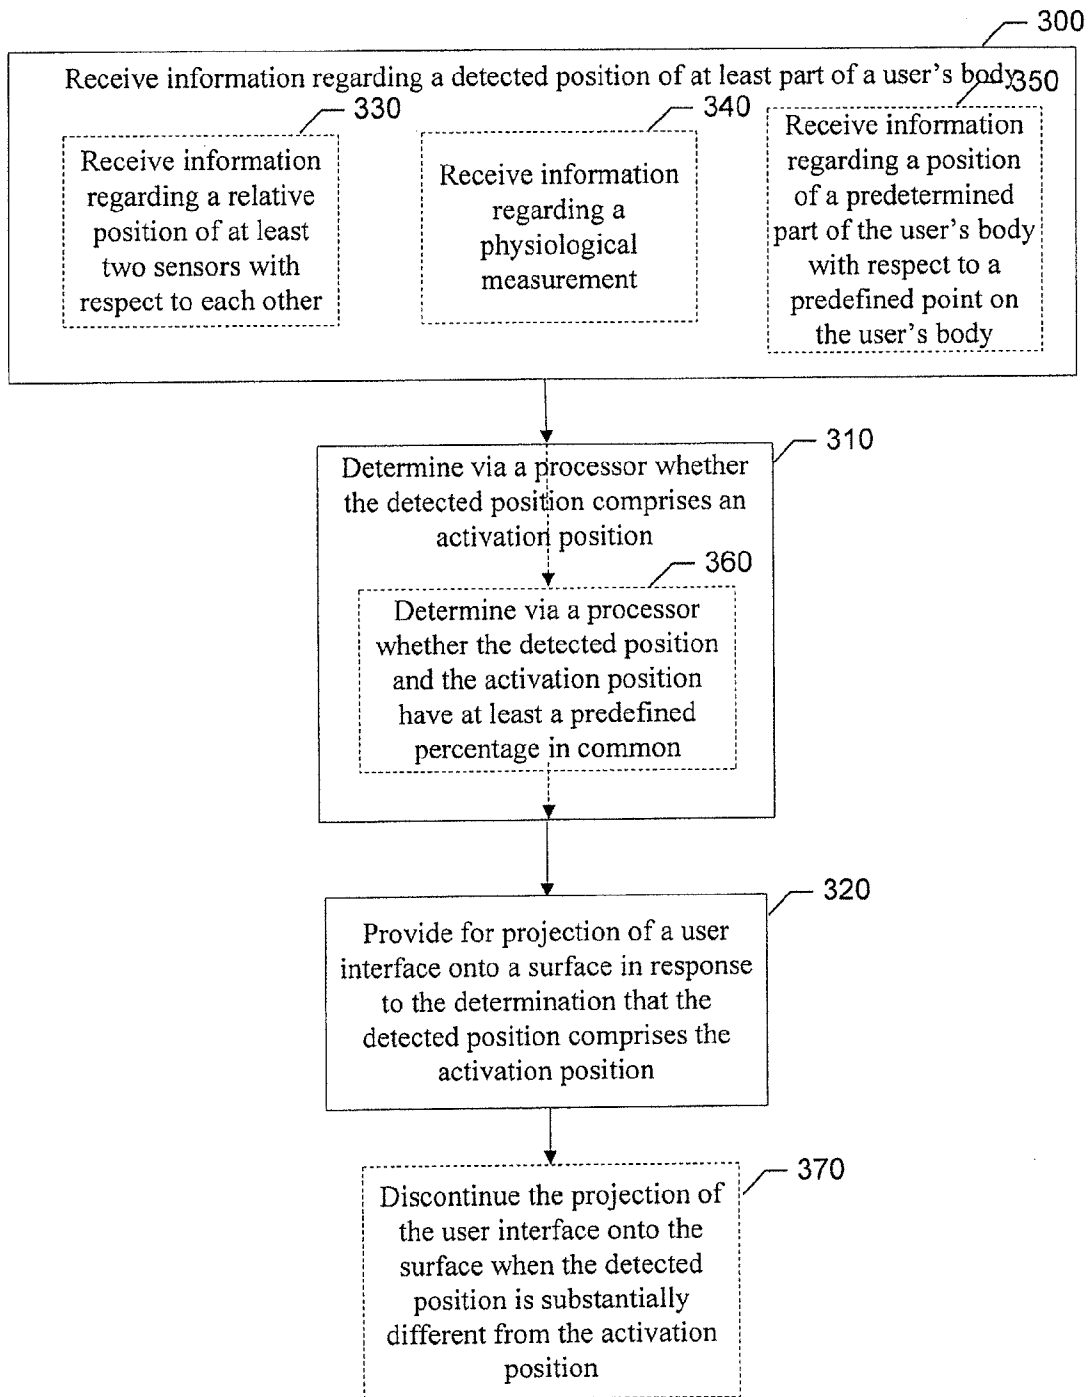 300
Receive information regarding a detected position of at least part of a user's body
330
340
350
Receive information
regarding a relative
position of at least
two sensors with
respect to each other
Receive information
regarding a
physiological
measurement
Receive information
regarding a position
of a predetermined
part of the user's body
with respect to a
predefined point on
the user's body
310
Determine via a processor whether
the detected position comprises an
activation position
360
Determine via a processor
whether the detected position
and the activation position
have at least a predefined
percentage in common
320
Provide for projection of a user
interface onto a surface in response
to the determination that the
detected position comprises the
activation position
370
Discontinue the projection of
the user interface onto the
surface when the detected
position is substantially
different from the activation
position